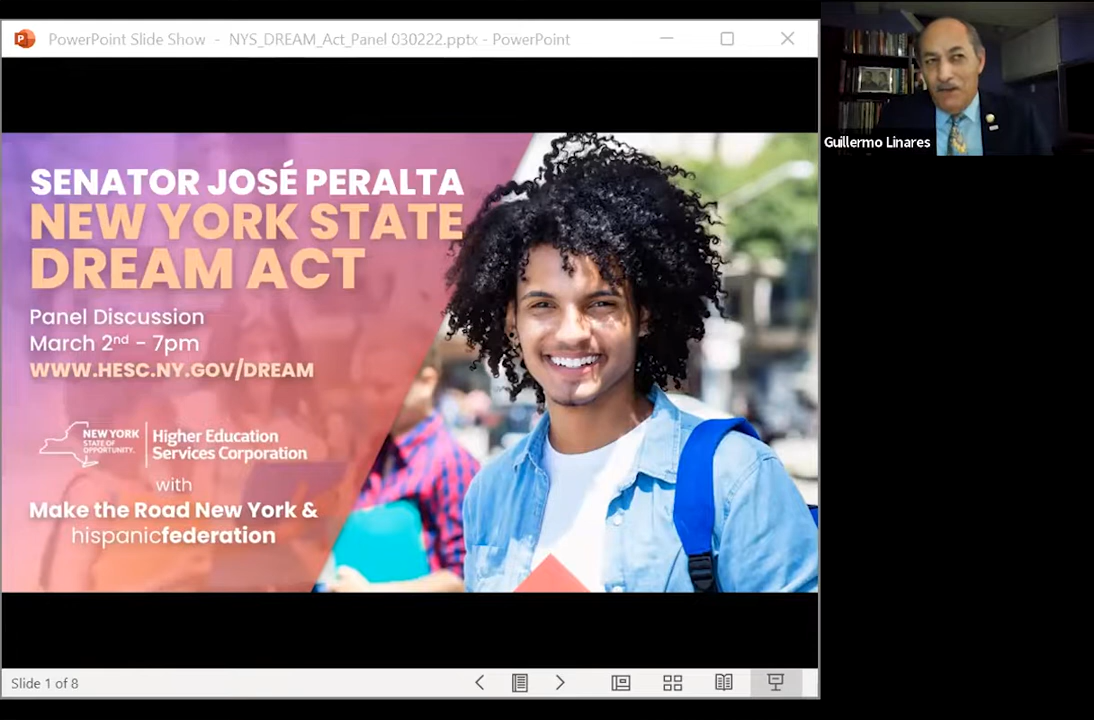 PowerPoint Slide Show - NYS_DREAM_Act_Panel 030222.pptx - PowerPoint
Guillermo Linares
SENATOR JOSÉ PERALTA
NEW YORK STATE
DREAM ACT
Panel Discussion
March 2nd - 7pm
WWW.HESC.NY.GOV/DREAM
NEW YORK
STATE OF
OPPORTUNITY.
Higher Education
Services Corporation
with
Make the Road New York &
hispanicfederation
Slide 1 of 8